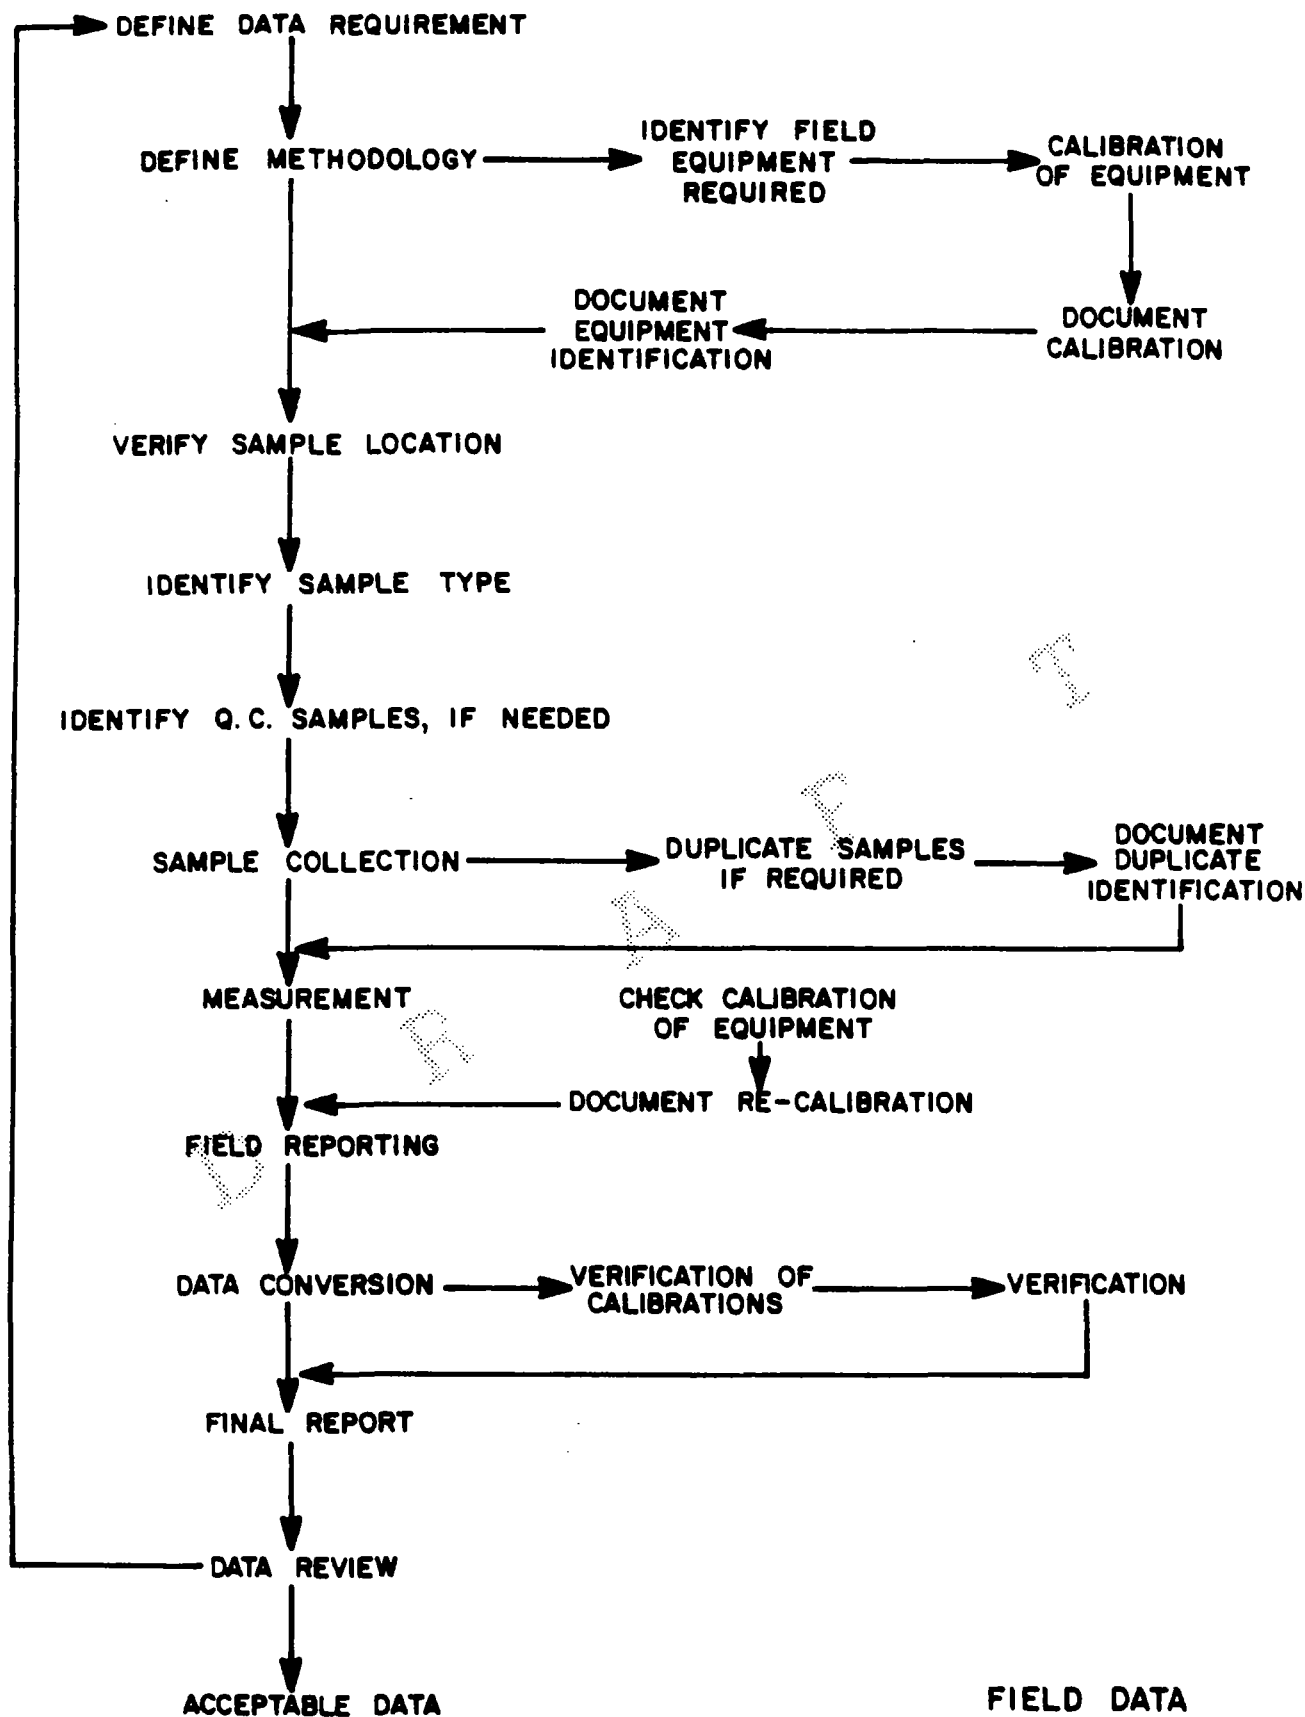 DEFINE DATA REQUIREMENT
DEFINE METHODOLOGY
IDENTIFY FIELD
EQUIPMENT
REQUIRED
CALIBRATION
OF EQUIPMENT
DOCUMENT
CALIBRATION
DOCUMENT
EQUIPMENT
IDENTIFICATION
VERIFY SAMPLE LOCATION
IDENTIFY SAMPLE TYPE
IDENTIFY Q.C. SAMPLES, IF NEEDED
SAMPLE COLLECTION
DUPLICATE SAMPLES
IF REQUIRED
DOCUMENT
DUPLICATE
IDENTIFICATION
MEASUREMENT
CHECK CALIBRATION
OF EQUIPMENT
DOCUMENT RE-CALIBRATION
FIELD REPORTING
DATA CONVERSION
VERIFICATION OF
CALIBRATIONS
VERIFICATION
FINAL REPORT
DATA REVIEW
ACCEPTABLE DATA
FIELD DATA
DRAFT